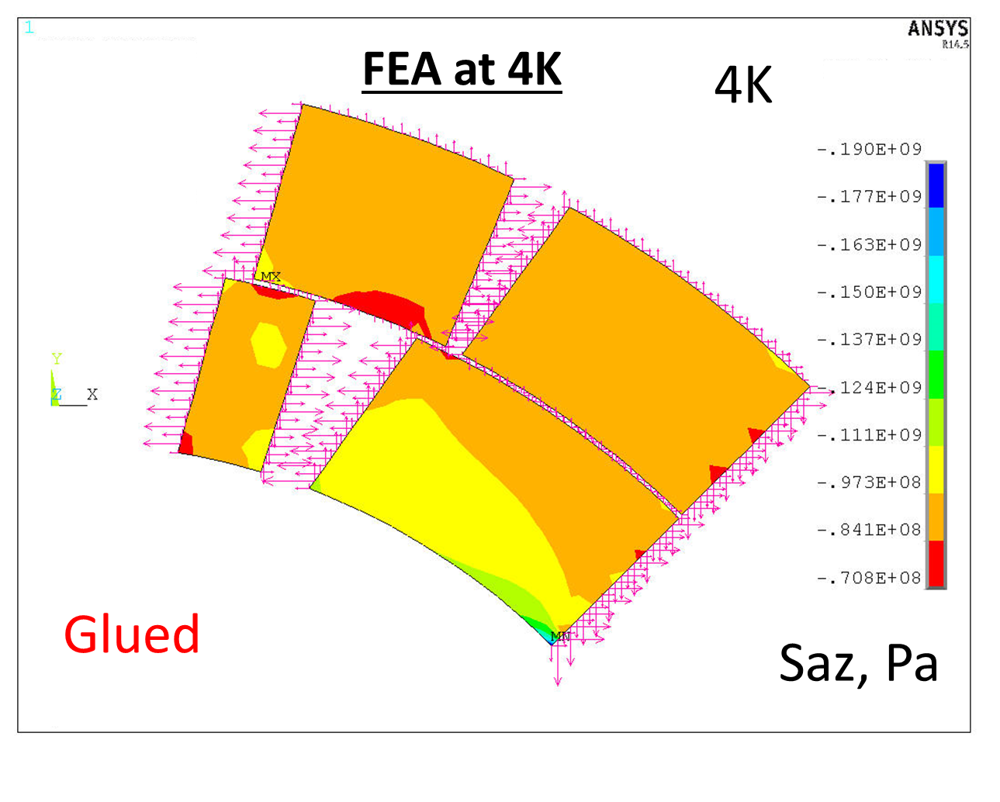 1
ANSYS
R14.5
FEA at 4K
4K
-.190E+09
-.177E+09
-.163E+09
-.150E+09
-.137E+09
-.124E+09
-.111E+09
-.973E+08
-.841E+08
-.708E+08
MX
Y
Z X
MN
Glued
Saz, Pa